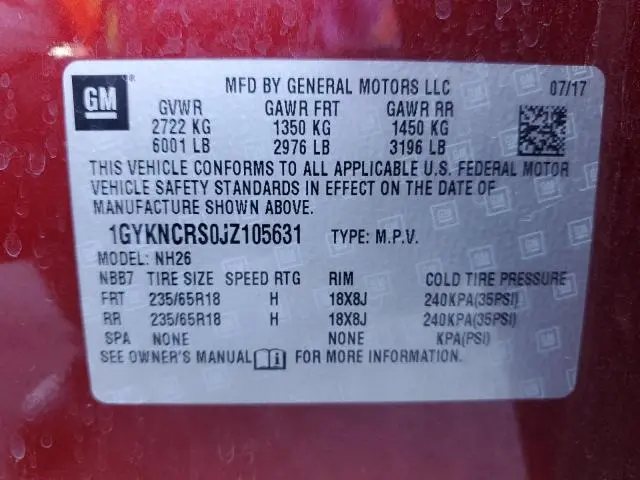 GM ® MFD BY GENERAL MOTORS LLC 07/17
GVWR GAWR FRT GAWR RR
2722 KG 1350 KG 1450 KG
6001 LB 2976 LB 3196 LB
THIS VEHICLE CONFORMS TO ALL APPLICABLE U.S. FEDERAL MOTOR
VEHICLE SAFETY STANDARDS IN EFFECT ON THE DATE OF
MANUFACTURE SHOWN ABOVE.
1GYKNCRS0JZ105631 TYPE: M.P.V.
MODEL: NH26
NBB7 TIRE SIZE SPEED RTG RIM COLD TIRE PRESSURE
FRT 235/65R18 H 18X8J 240KPA(35PSI)
RR 235/65R18 H 18X8J 240KPA(35PSI)
SPA NONE NONE KPA(PSI)
SEE OWNER'S MANUAL FOR MORE INFORMATION.